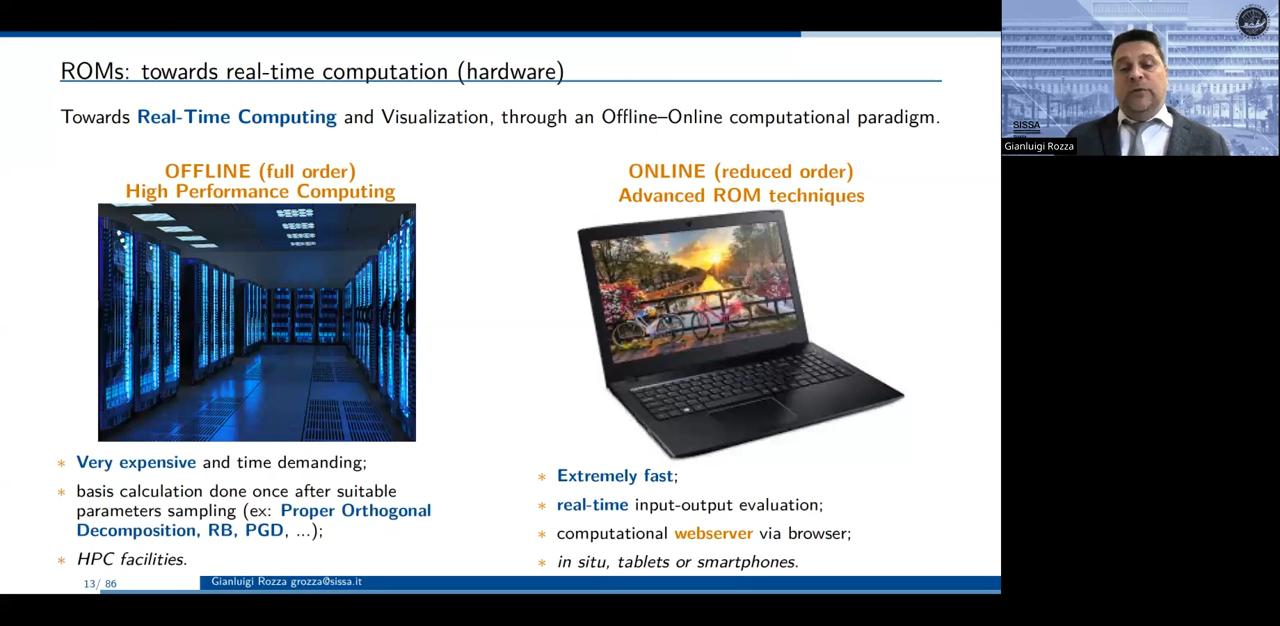 ROMs: towards real-time computation (hardware)
Towards Real-Time Computing and Visualization, through an Offline–Online computational paradigm.
OFFLINE (full order)
High Performance Computing
* Very expensive and time demanding;
* basis calculation done once after suitable
parameters sampling (ex: Proper Orthogonal
Decomposition, RB, PGD, ...);
* HPC facilities.
ONLINE (reduced order)
Advanced ROM techniques
* Extremely fast;
* real-time input-output evaluation;
* computational webserver via browser;
* in situ, tablets or smartphones.
13/ 86
Gianluigi Rozza grozza@sissa.it
SISSA
Gianluigi Rozza